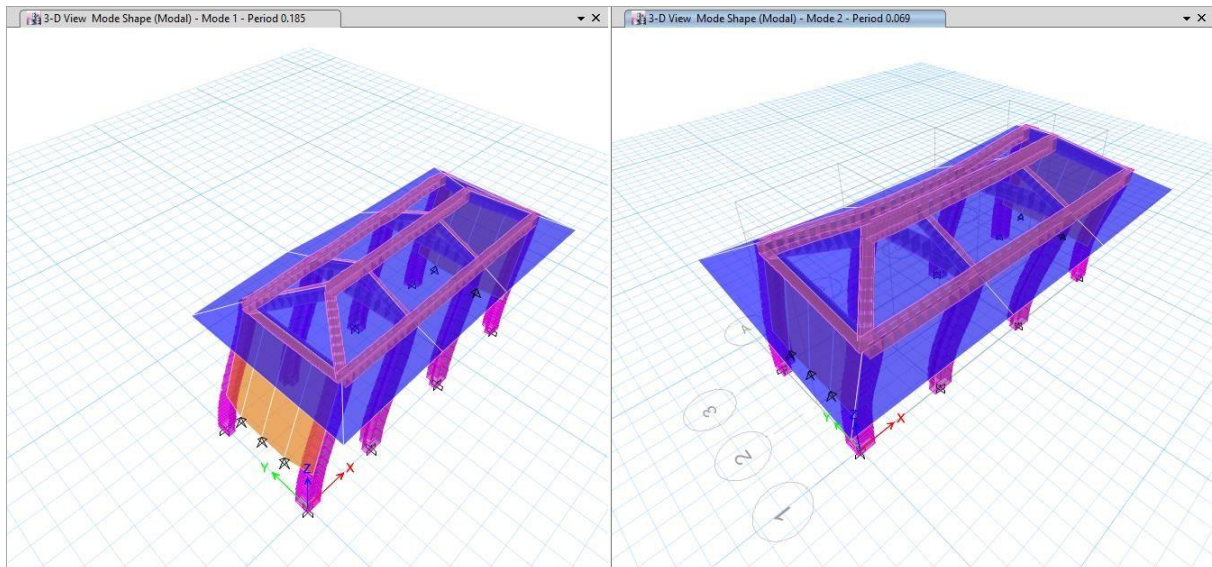 3-D View Mode Shape (Modal) - Mode 1 - Period 0.185
3-D View Mode Shape (Modal) - Mode 2 - Period 0.069
Z
Y
X
4
3
2
1
Z
Y
X